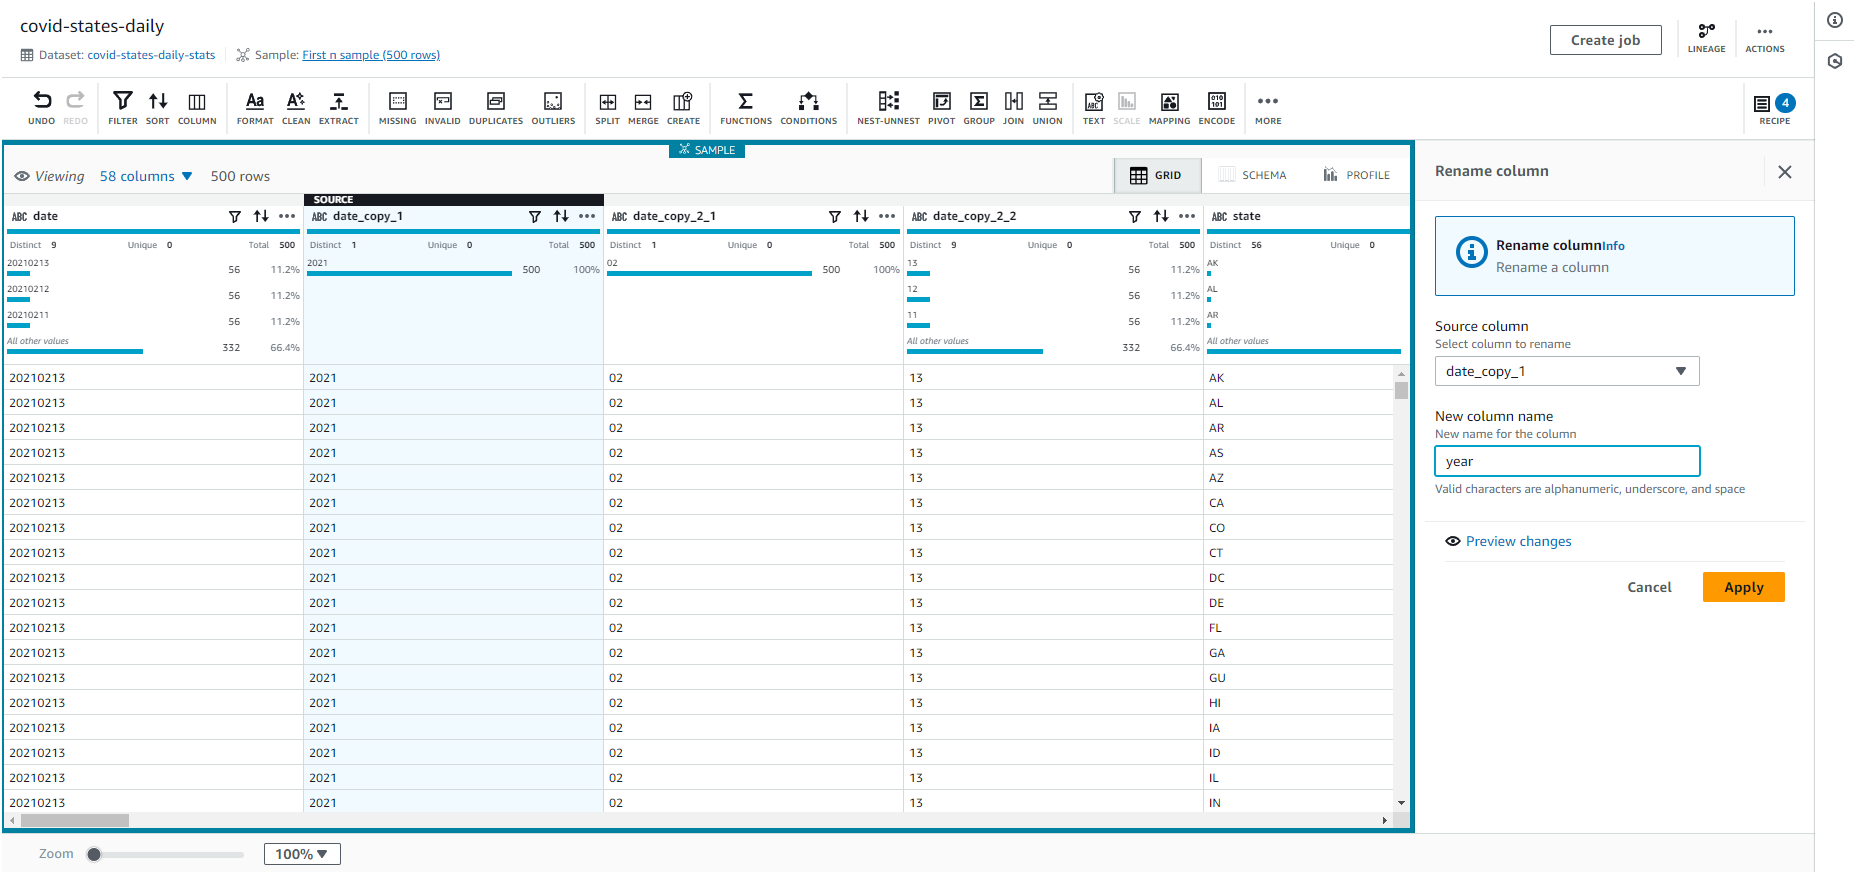 covid-states-daily
Dataset: covid-states-daily-stats Sample: First n sample (500 rows)
Create job
LINEAGE
ACTIONS
UNDO REDO FILTER SORT COLUMN FORMAT CLEAN EXTRACT MISSING INVALID DUPLICATES OUTLIERS SPLIT MERGE CREATE FUNCTIONS CONDITIONS NEST-UNNEST PIVOT GROUP JOIN UNION TEXT SCALE MAPPING ENCODE MORE
4
RECIPE
SAMPLE
Viewing 58 columns 500 rows
GRID SCHEMA PROFILE
SOURCE
ABC date ABC date_copy_1 ABC date_copy_2_1 ABC date_copy_2_2 ABC state
Distinct 9 Unique 0 Total 500 Distinct 1 Unique 0 Total 500 Distinct 1 Unique 0 Total 500 Distinct 9 Unique 0 Total 500 Distinct 56 Unique 0
20210213 56 11.2% 2021 500 100% 02 500 100% 13 56 11.2% AK
20210212 56 11.2% 12 56 11.2% AL
20210211 56 11.2% 11 56 11.2% AR
All other values 332 66.4% All other values 332 66.4% All other values
20210213 2021 02 13 AK
20210213 2021 02 13 AL
20210213 2021 02 13 AR
20210213 2021 02 13 AS
20210213 2021 02 13 AZ
20210213 2021 02 13 CA
20210213 2021 02 13 CO
20210213 2021 02 13 CT
20210213 2021 02 13 DC
20210213 2021 02 13 DE
20210213 2021 02 13 FL
20210213 2021 02 13 GA
20210213 2021 02 13 GU
20210213 2021 02 13 HI
20210213 2021 02 13 IA
20210213 2021 02 13 ID
20210213 2021 02 13 IL
20210213 2021 02 13 IN
Zoom 100%
Rename column
Rename column Info
Rename a column
Source column
Select column to rename
date_copy_1
New column name
New name for the column
year
Valid characters are alphanumeric, underscore, and space
Preview changes
Cancel Apply